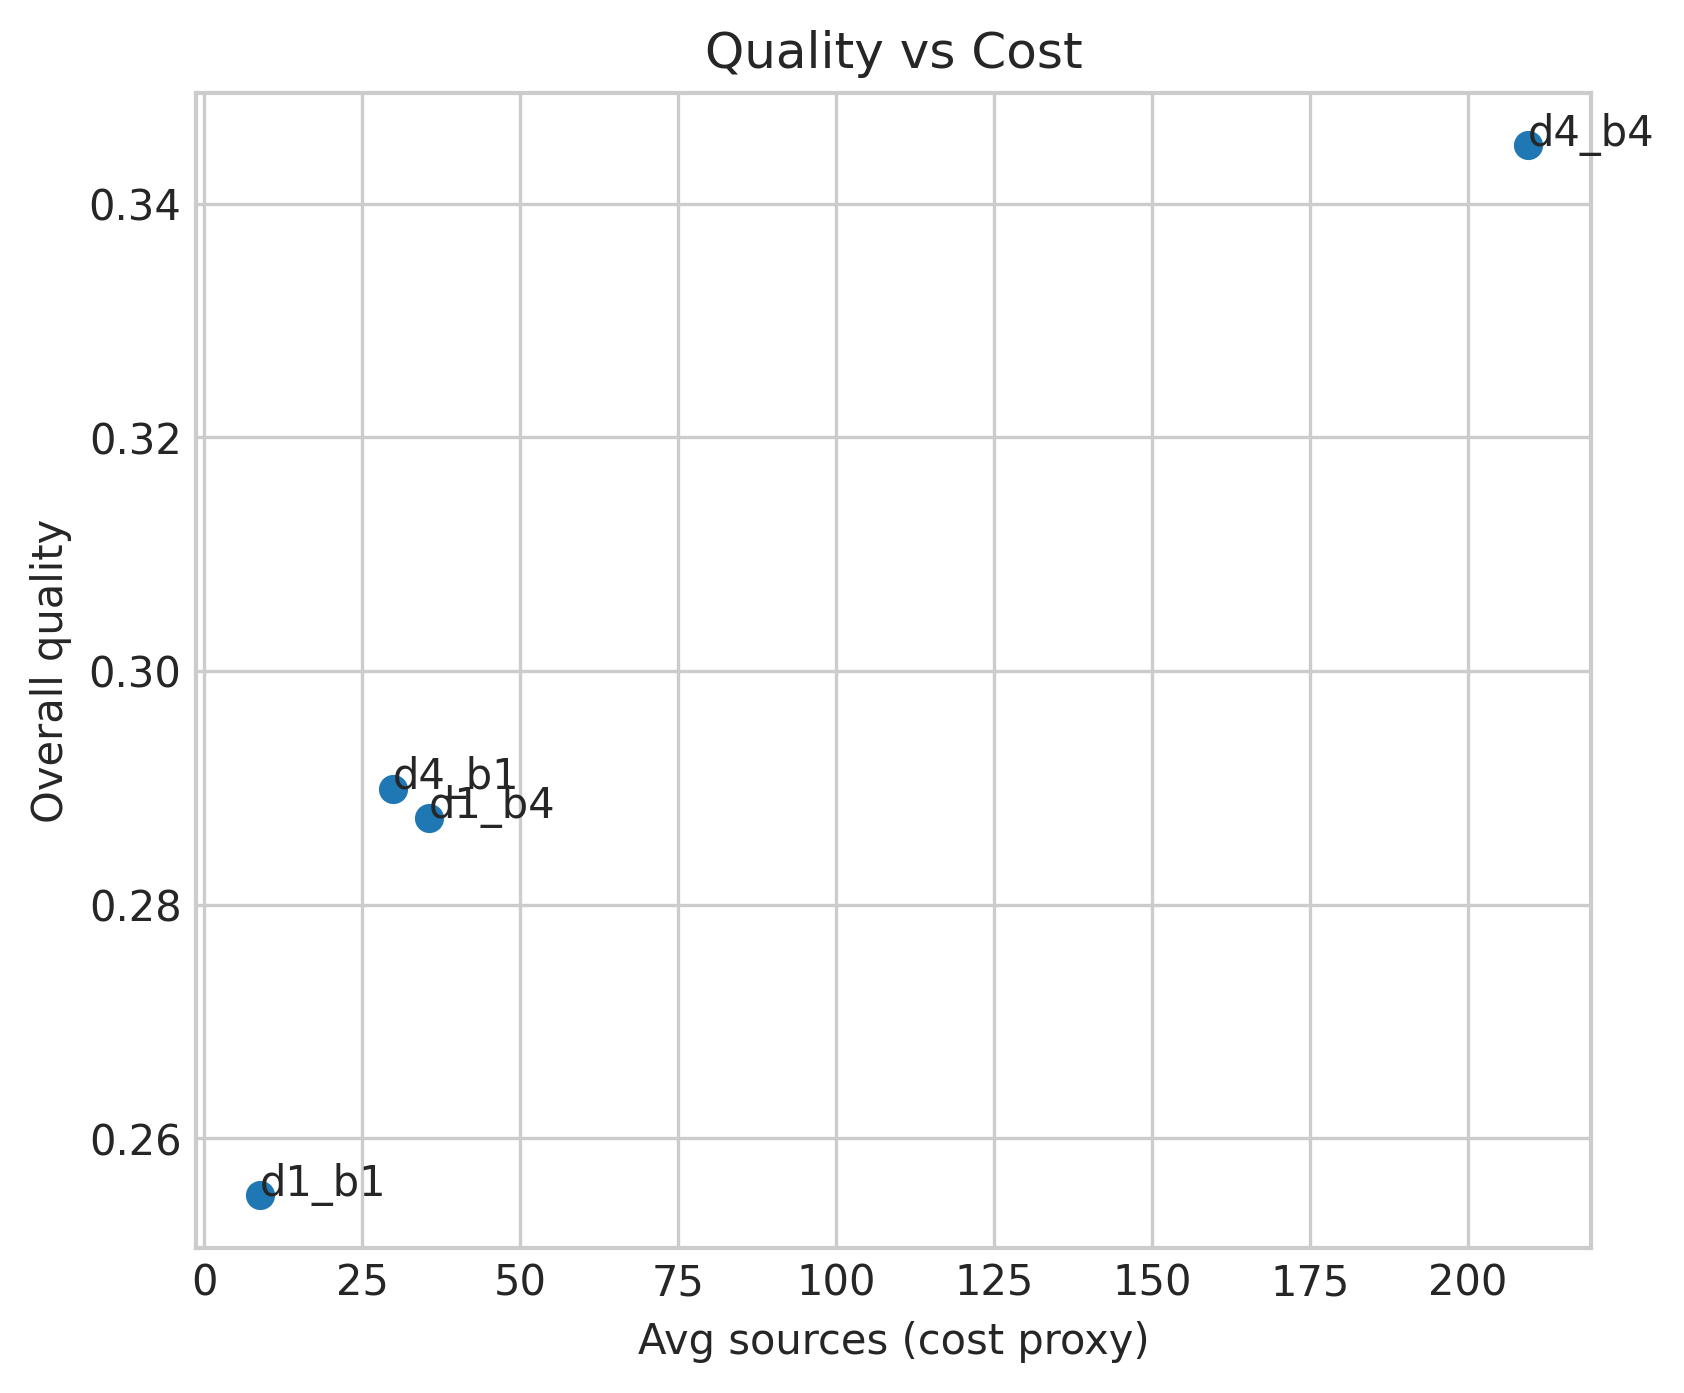 Quality vs Cost
d4_b4
0.34
0.32
0.30
d4_b1
d1_b4
0.28
0.26
d1_b1
Overall quality
0 25 50 75 100 125 150 175 200
Avg sources (cost proxy)